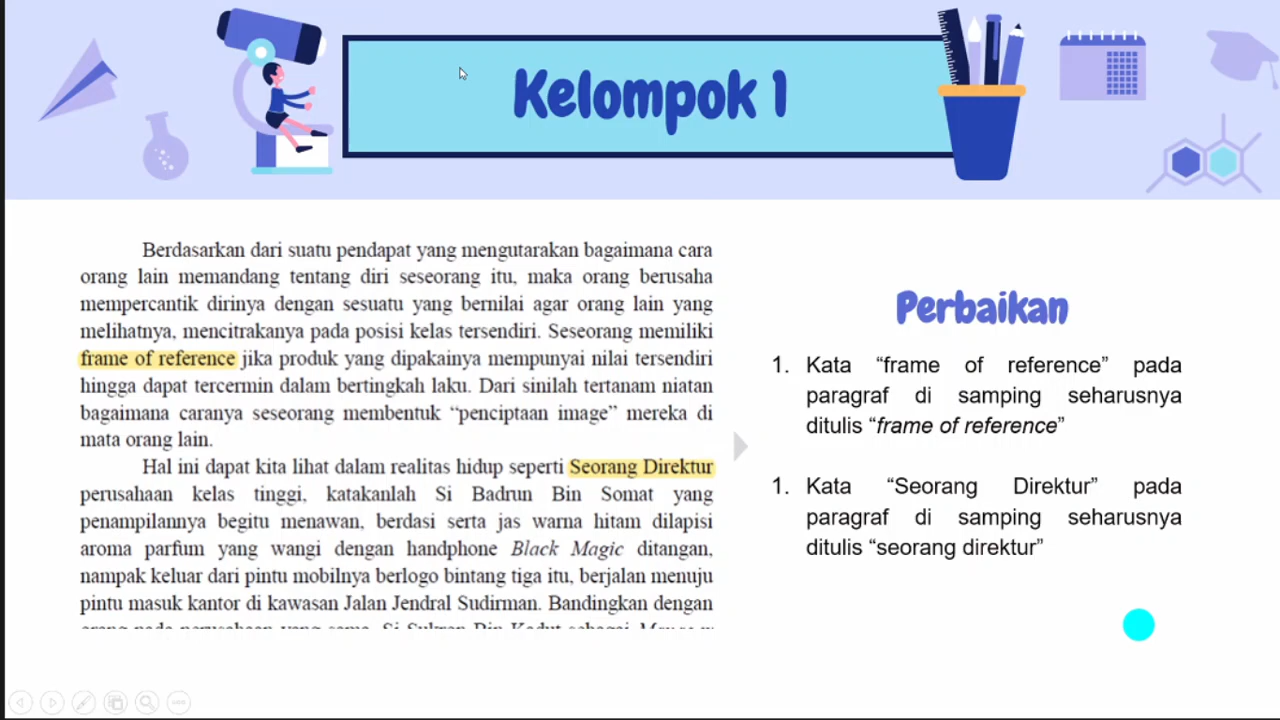 Kelompok 1
Berdasarkan dari suatu pendapat yang mengutarakan bagaimana cara
orang lain memandang tentang diri seseorang itu, maka orang berusaha
mempercantik dirinya dengan sesuatu yang bernilai agar orang lain yang
melihatnya, mencitrakanya pada posisi kelas tersendiri. Seseorang memiliki
frame of reference jika produk yang dipakainya mempunyai nilai tersendiri
hingga dapat tercermin dalam bertingkah laku. Dari sinilah tertanam niatan
bagaimana caranya seseorang membentuk “penciptaan image” mereka di
mata orang lain.
Hal ini dapat kita lihat dalam realitas hidup seperti Seorang Direktur
perusahaan kelas tinggi, katakanlah Si Badrun Bin Somat yang
penampilannya begitu menawan, berdasi serta jas warna hitam dilapisi
aroma parfum yang wangi dengan handphone Black Magic ditangan,
nampak keluar dari pintu mobilnya berlogo bintang tiga itu, berjalan menuju
pintu masuk kantor di kawasan Jalan Jendral Sudirman. Bandingkan dengan
Perbaikan
1. Kata “frame of reference” pada
paragraf di samping seharusnya
ditulis “frame of reference”
1. Kata “Seorang Direktur” pada
paragraf di samping seharusnya
ditulis “seorang direktur”